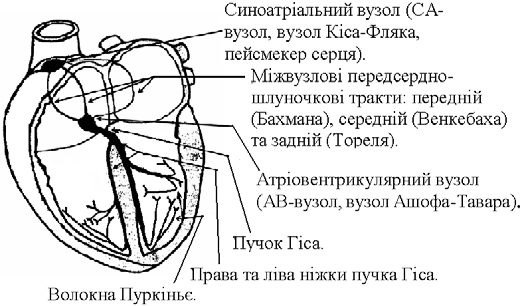 Синоатріальний вузол (СА-
вузол, вузол Кіса-Фляка,
пейсмекер серця).
Міжвузлові передсердно-
шлуночкові тракти: передній
(Бахмана), середній (Венкебаха)
та задній (Тореля).
Атріовентрикулярний вузол
(АВ-вузол, вузол Ашофа-Тавара).
Пучок Гіса.
Права та ліва ніжки пучка Гіса.
Волокна Пуркіньє.